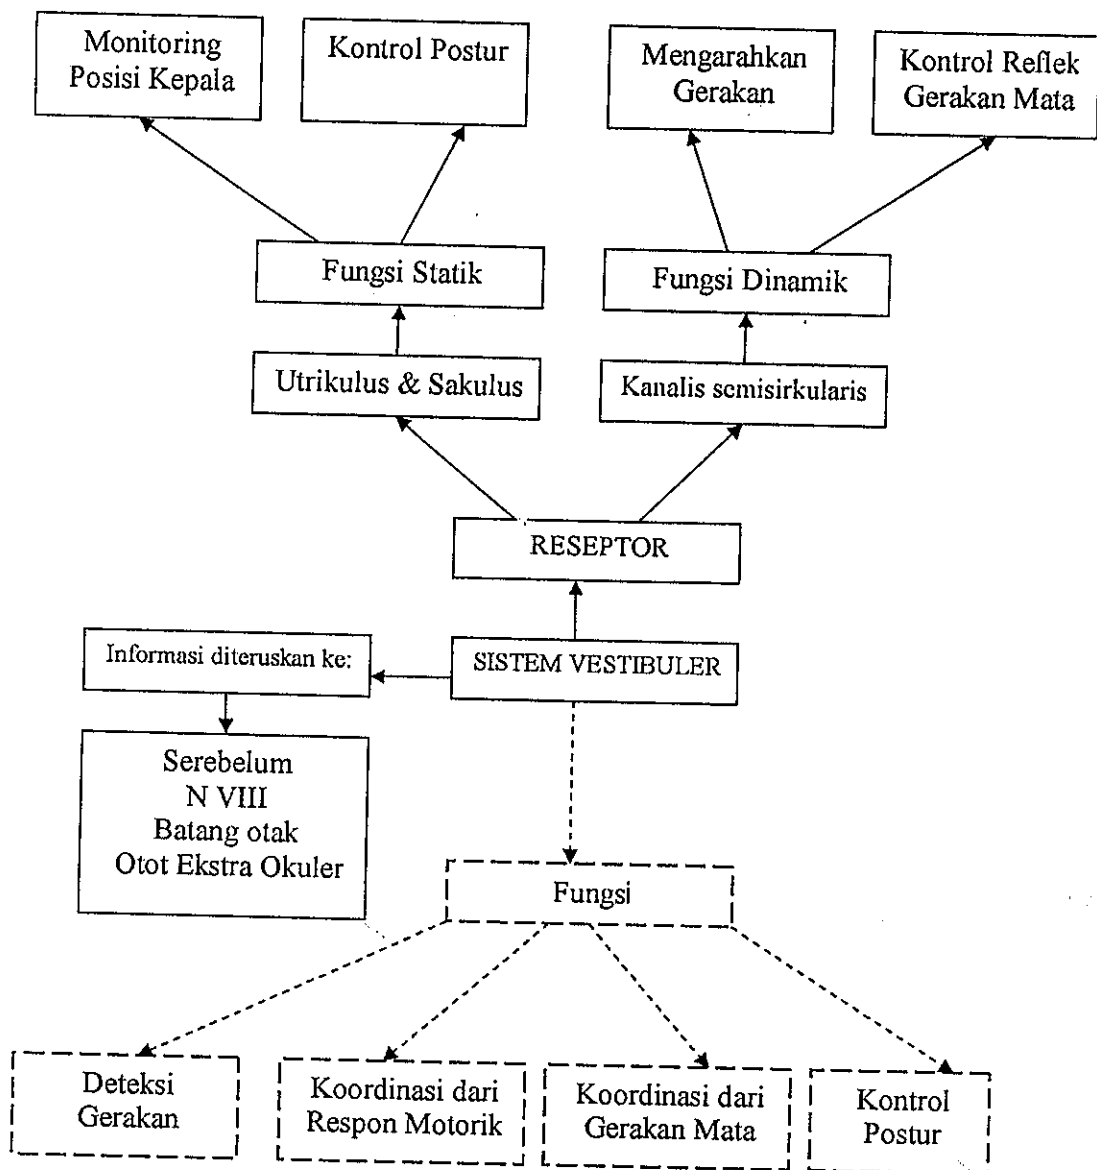 Monitoring
Posisi Kepala
Kontrol Postur
Mengarahkan
Gerakan
Kontrol Reflek
Gerakan Mata
Fungsi Statik
Fungsi Dinamik
Utrikulus & Sakulus
Kanalis semisirkularis
RESEPTOR
Informasi diteruskan ke:
SISTEM VESTIBULER
Serebelum
N VIII
Batang otak
Otot Ekstra Okuler
Fungsi
Deteksi
Gerakan
Koordinasi dari
Respon Motorik
Koordinasi dari
Gerakan Mata
Kontrol
Postur